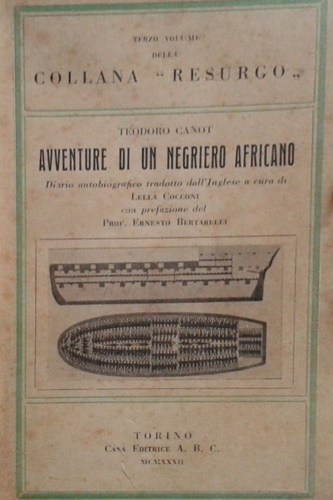 TERZO VOLUME
DELLA
COLLANA "RESURGO„
TEODORO CANOT
AVVENTURE DI UN NEGRIERO AFRICANO
Diario autobiografico tradotto dall'Inglese a cura di
LELLA COCCONI
con prefazione del
PROF. ERNESTO BERTARELLI
TORINO
CASA EDITRICE A. B. C.
MCMXXXII